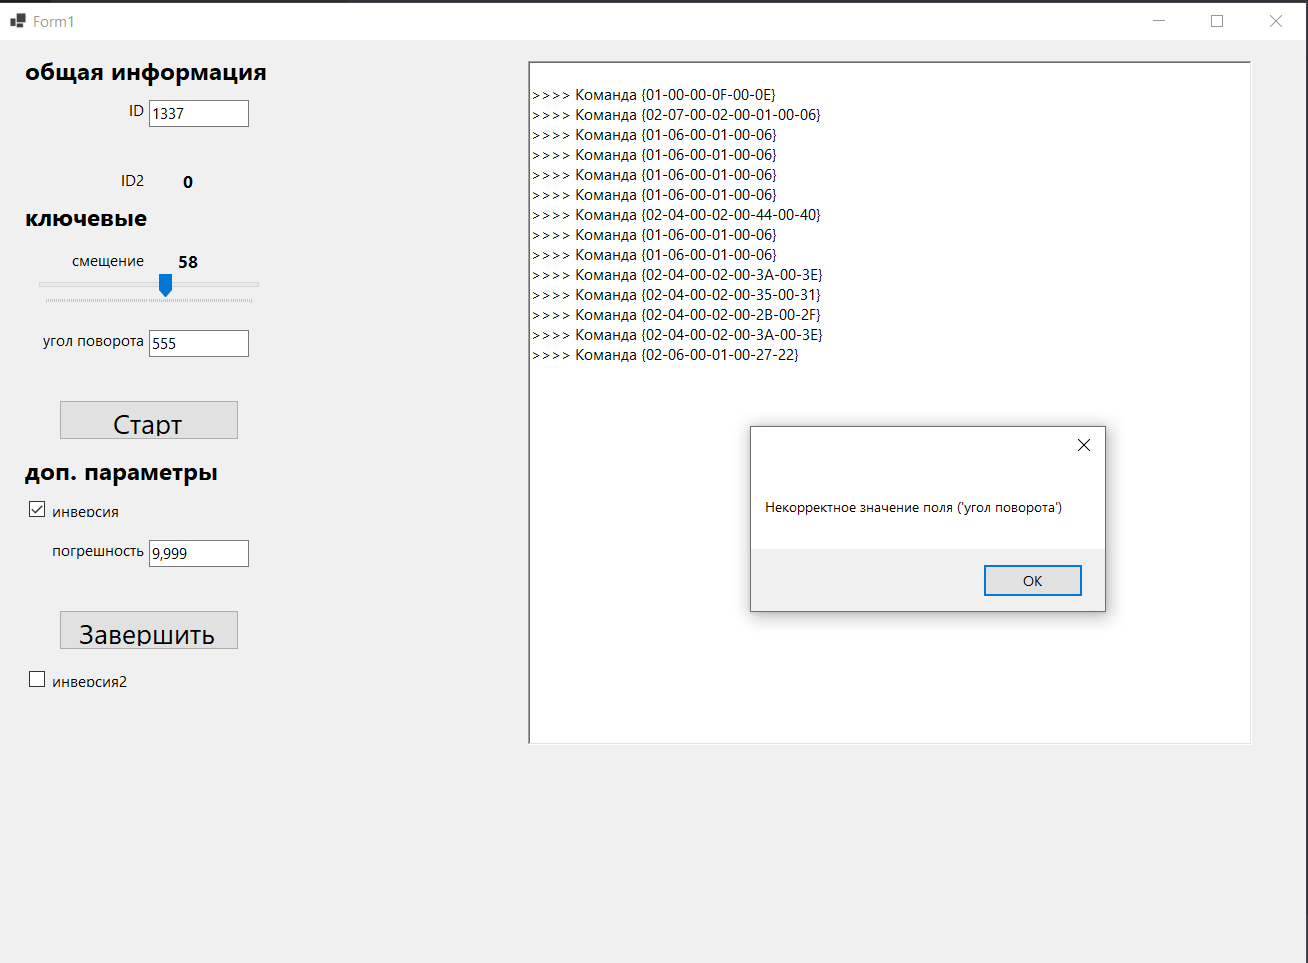 Form1
общая информация
ID 1337
ID2 0
ключевые
смещение 58
угол поворота 555
Старт
доп. параметры
инверсия
погрешность 9,999
Завершить
инверсия2
>>>> Команда {01-00-00-0F-00-0E}
>>>> Команда {02-07-00-02-00-01-00-06}
>>>> Команда {01-06-00-01-00-06}
>>>> Команда {01-06-00-01-00-06}
>>>> Команда {01-06-00-01-00-06}
>>>> Команда {01-06-00-01-00-06}
>>>> Команда {02-04-00-02-00-44-00-40}
>>>> Команда {01-06-00-01-00-06}
>>>> Команда {01-06-00-01-00-06}
>>>> Команда {02-04-00-02-00-3A-00-3E}
>>>> Команда {02-04-00-02-00-35-00-31}
>>>> Команда {02-04-00-02-00-2B-00-2F}
>>>> Команда {02-04-00-02-00-3A-00-3E}
>>>> Команда {02-06-00-01-00-27-22}
Некорректное значение поля ('угол поворота')
ОК